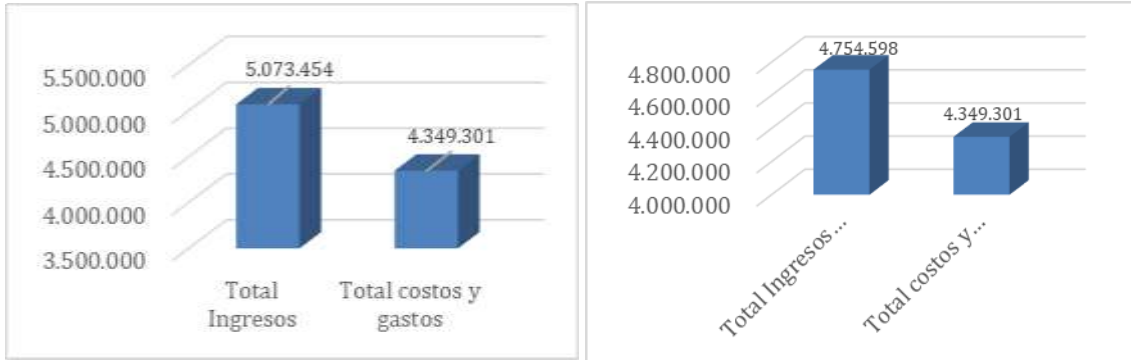 5.073.454
4.349.301
5.500.000
5.000.000
4.500.000
4.000.000
3.500.000
Total
Ingresos
Total costos y
gastos
4.754.598
4.349.301
4.800.000
4.600.000
4.400.000
4.200.000
4.000.000
Total Ingresos...
Total costos y...